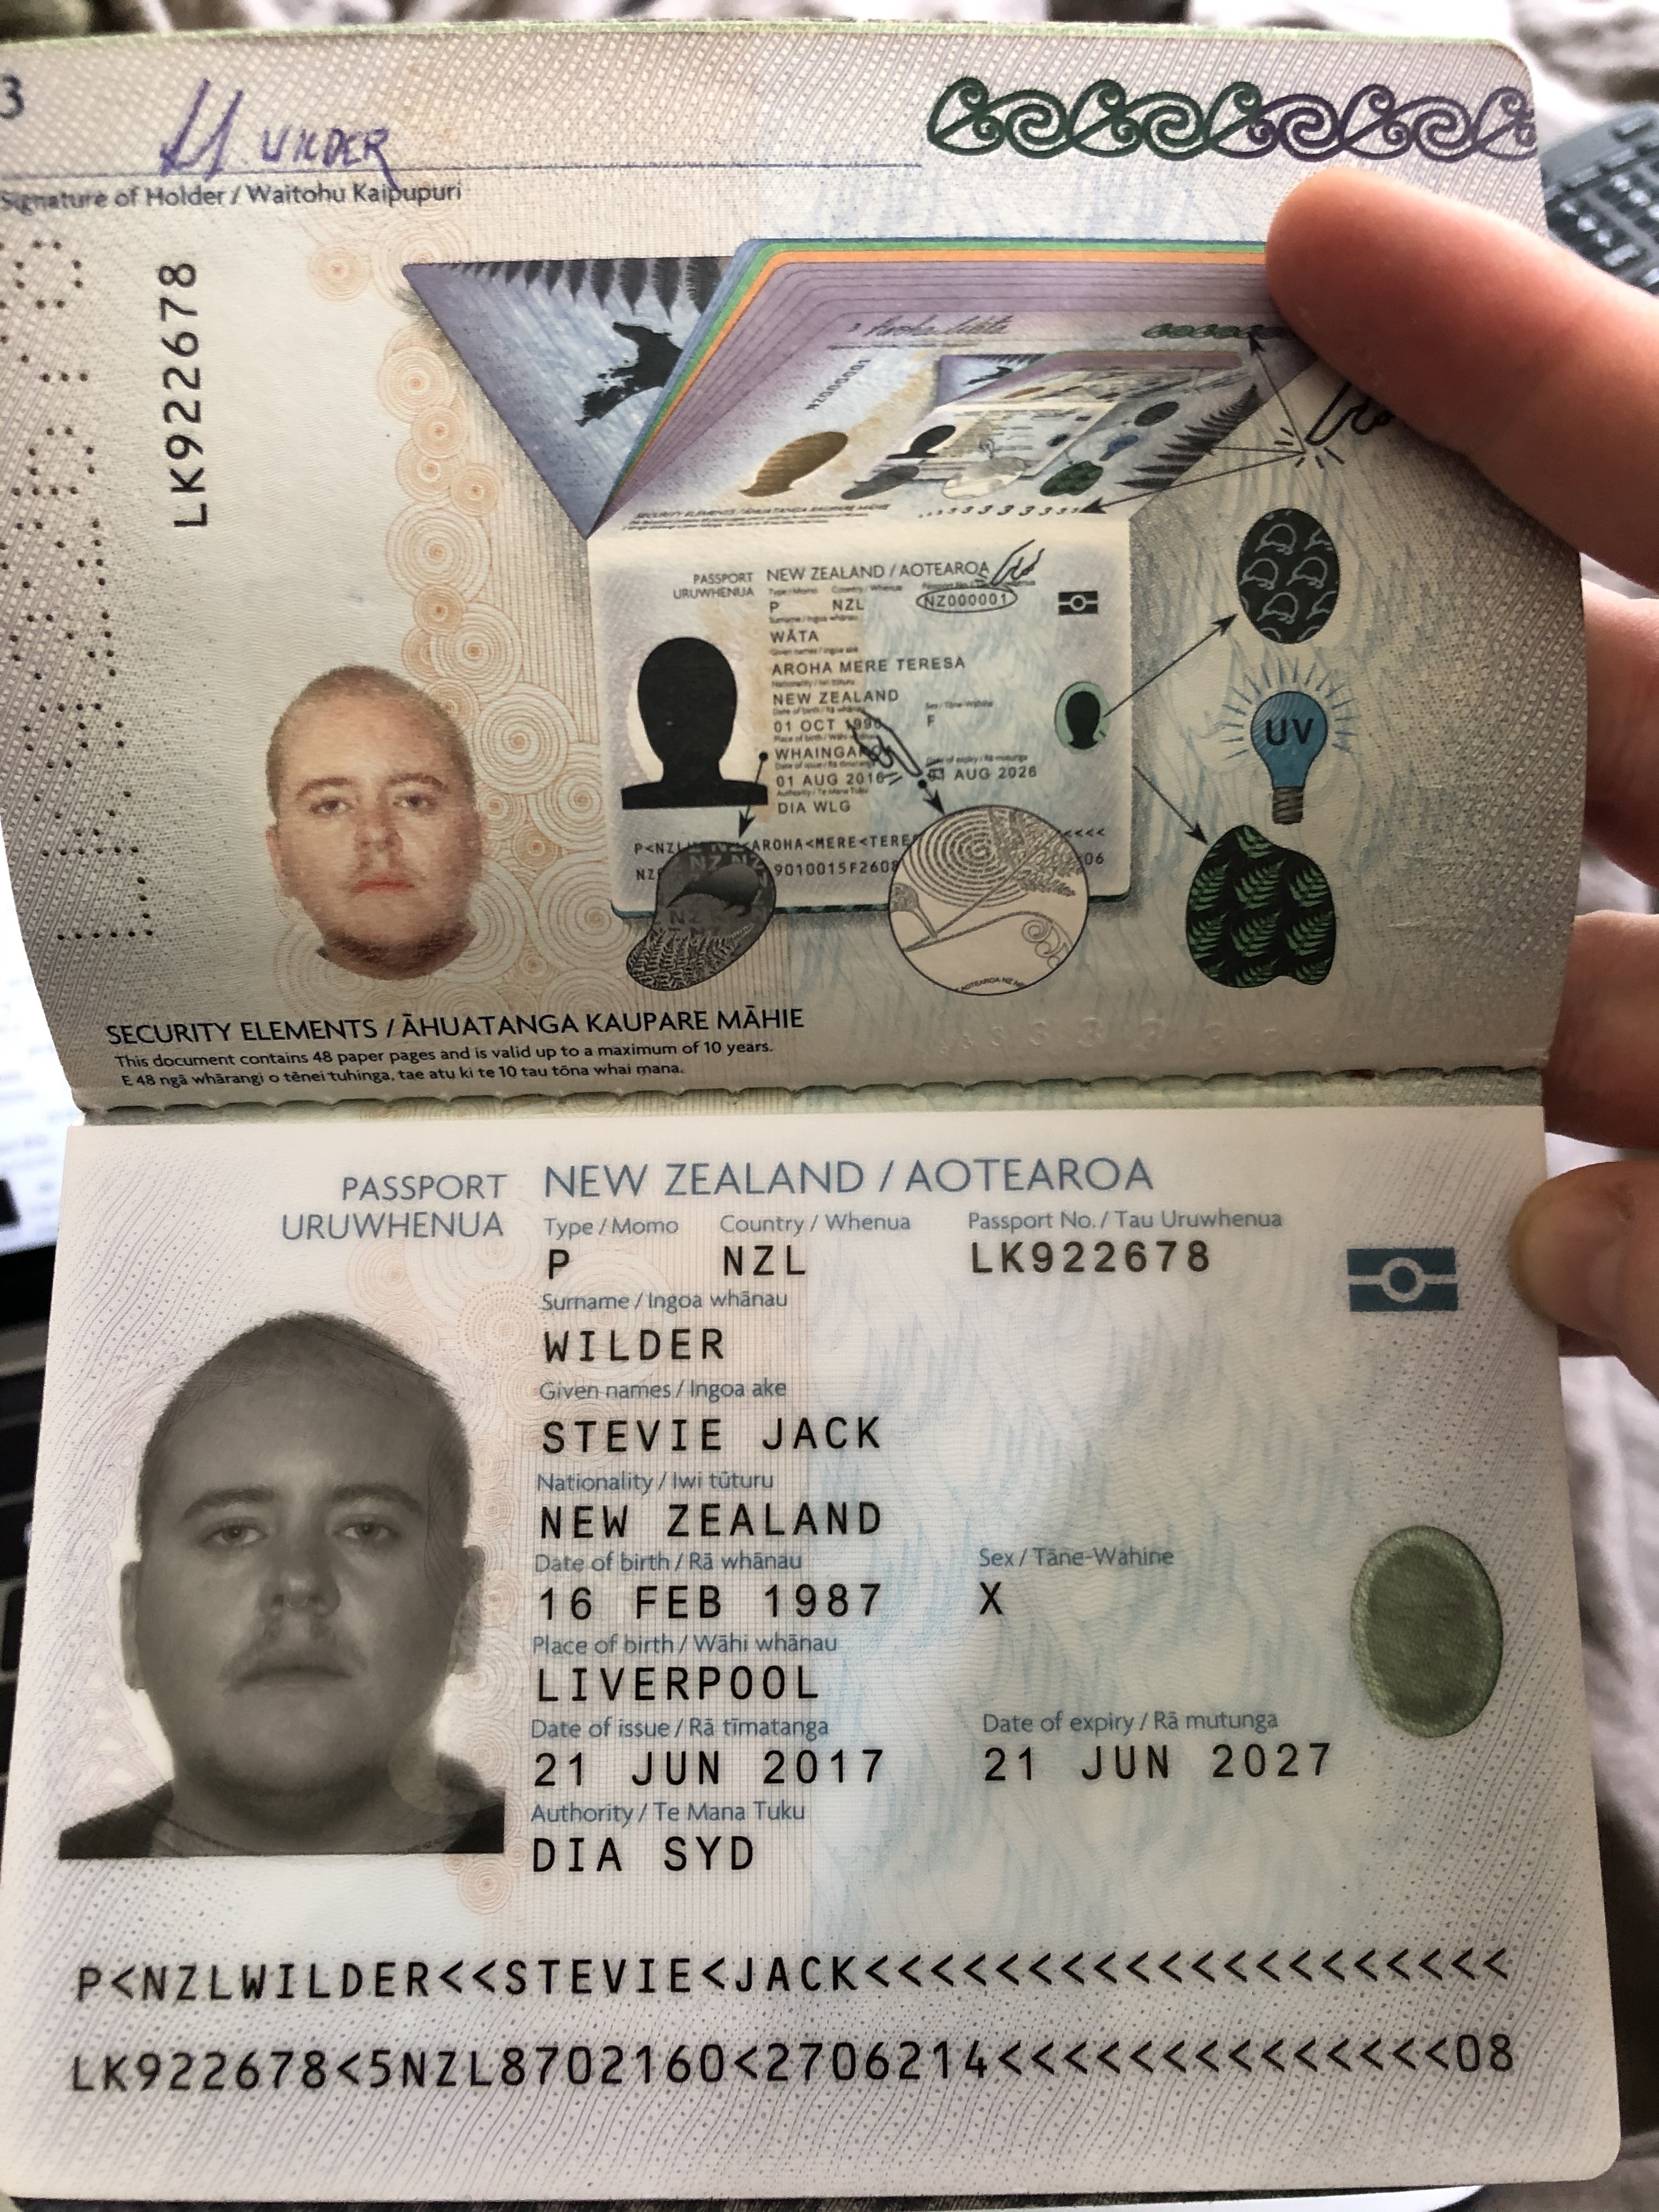 3
H WILDER
Signature of Holder / Waitohu Kaipupuri
LK922678
PASSPORT NEW ZEALAND / AOTEAROA
URUWHENUA
P NZL NZ000001
WĀTA
AROHA MERE TERESA
NEW ZEALAND
01 OCT 1990
F
WHAINGAROA
01 AUG 2016 01 AUG 2026
DIA WLG
AROHA<MERE<TERE
9010015F2608
06
UV
NZ NZ
AOTEAROA NZ
SECURITY ELEMENTS / ĀHUATANGA KAUPARE MĀHIE
This document contains 48 paper pages and is valid up to a maximum of 10 years.
E 48 ngā whārangi o tēnei tuhinga, tae atu ki te 10 tau tōna whai mana.
PASSPORT NEW ZEALAND / AOTEAROA
URUWHENUA
Type / Momo Country / Whenua Passport No. / Tau Uruwhenua
P NZL LK922678
Surname / Ingoa whānau
WILDER
Given names / Ingoa ake
STEVIE JACK
Nationality / Iwi tūturu
NEW ZEALAND
Date of birth / Rā whānau Sex / Tāne-Wahine
16 FEB 1987 X
Place of birth / Wāhi whānau
LIVERPOOL
Date of issue / Rā tīmatanga Date of expiry / Rā mutunga
21 JUN 2017 21 JUN 2027
Authority / Te Mana Tuku
DIA SYD
P<NZLWILDER<<STEVIE<JACK<<<<<<<<<<<<<<<<<<<<
LK922678<5NZL8702160<2706214<<<<<<<<<<<<<<08